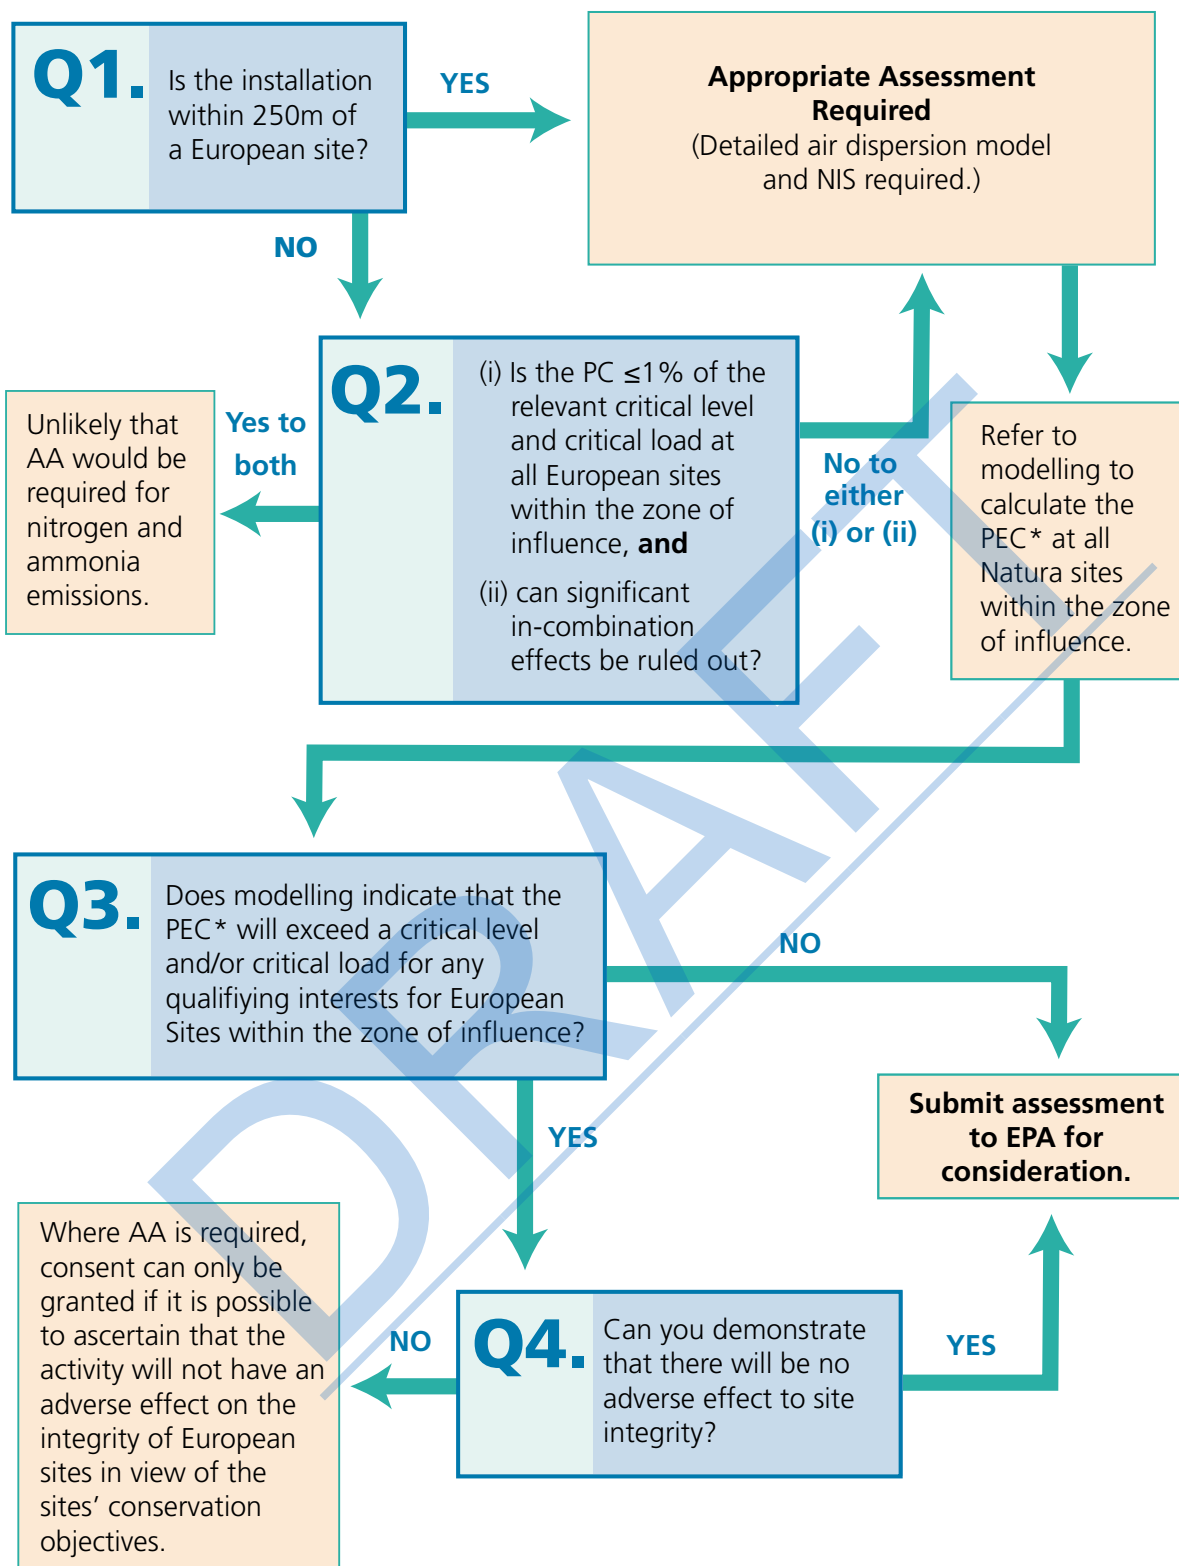 Q1.
Is the installation
within 250m of
a European site?
YES
Appropriate Assessment
Required
(Detailed air dispersion model
and NIS required.)
NO
Q2.
(i) Is the PC ≤1% of the
relevant critical level
and critical load at
all European sites
within the zone of
influence, and
(ii) can significant
in-combination
effects be ruled out?
Yes to
both
Unlikely that
AA would be
required for
nitrogen and
ammonia
emissions.
No to
either
(i) or (ii)
Refer to
modelling to
calculate the
PEC* at all
Natura sites
within the zone
of influence.
Q3.
Does modelling indicate that the
PEC* will exceed a critical level
and/or critical load for any
qualifiying interests for European
Sites within the zone of influence?
NO
Submit assessment
to EPA for
consideration.
YES
Q4.
Can you demonstrate
that there will be no
adverse effect to site
integrity?
YES
NO
Where AA is required,
consent can only be
granted if it is possible
to ascertain that the
activity will not have an
adverse effect on the
integrity of European
sites in view of the
sites’ conservation
objectives.
DRAFT